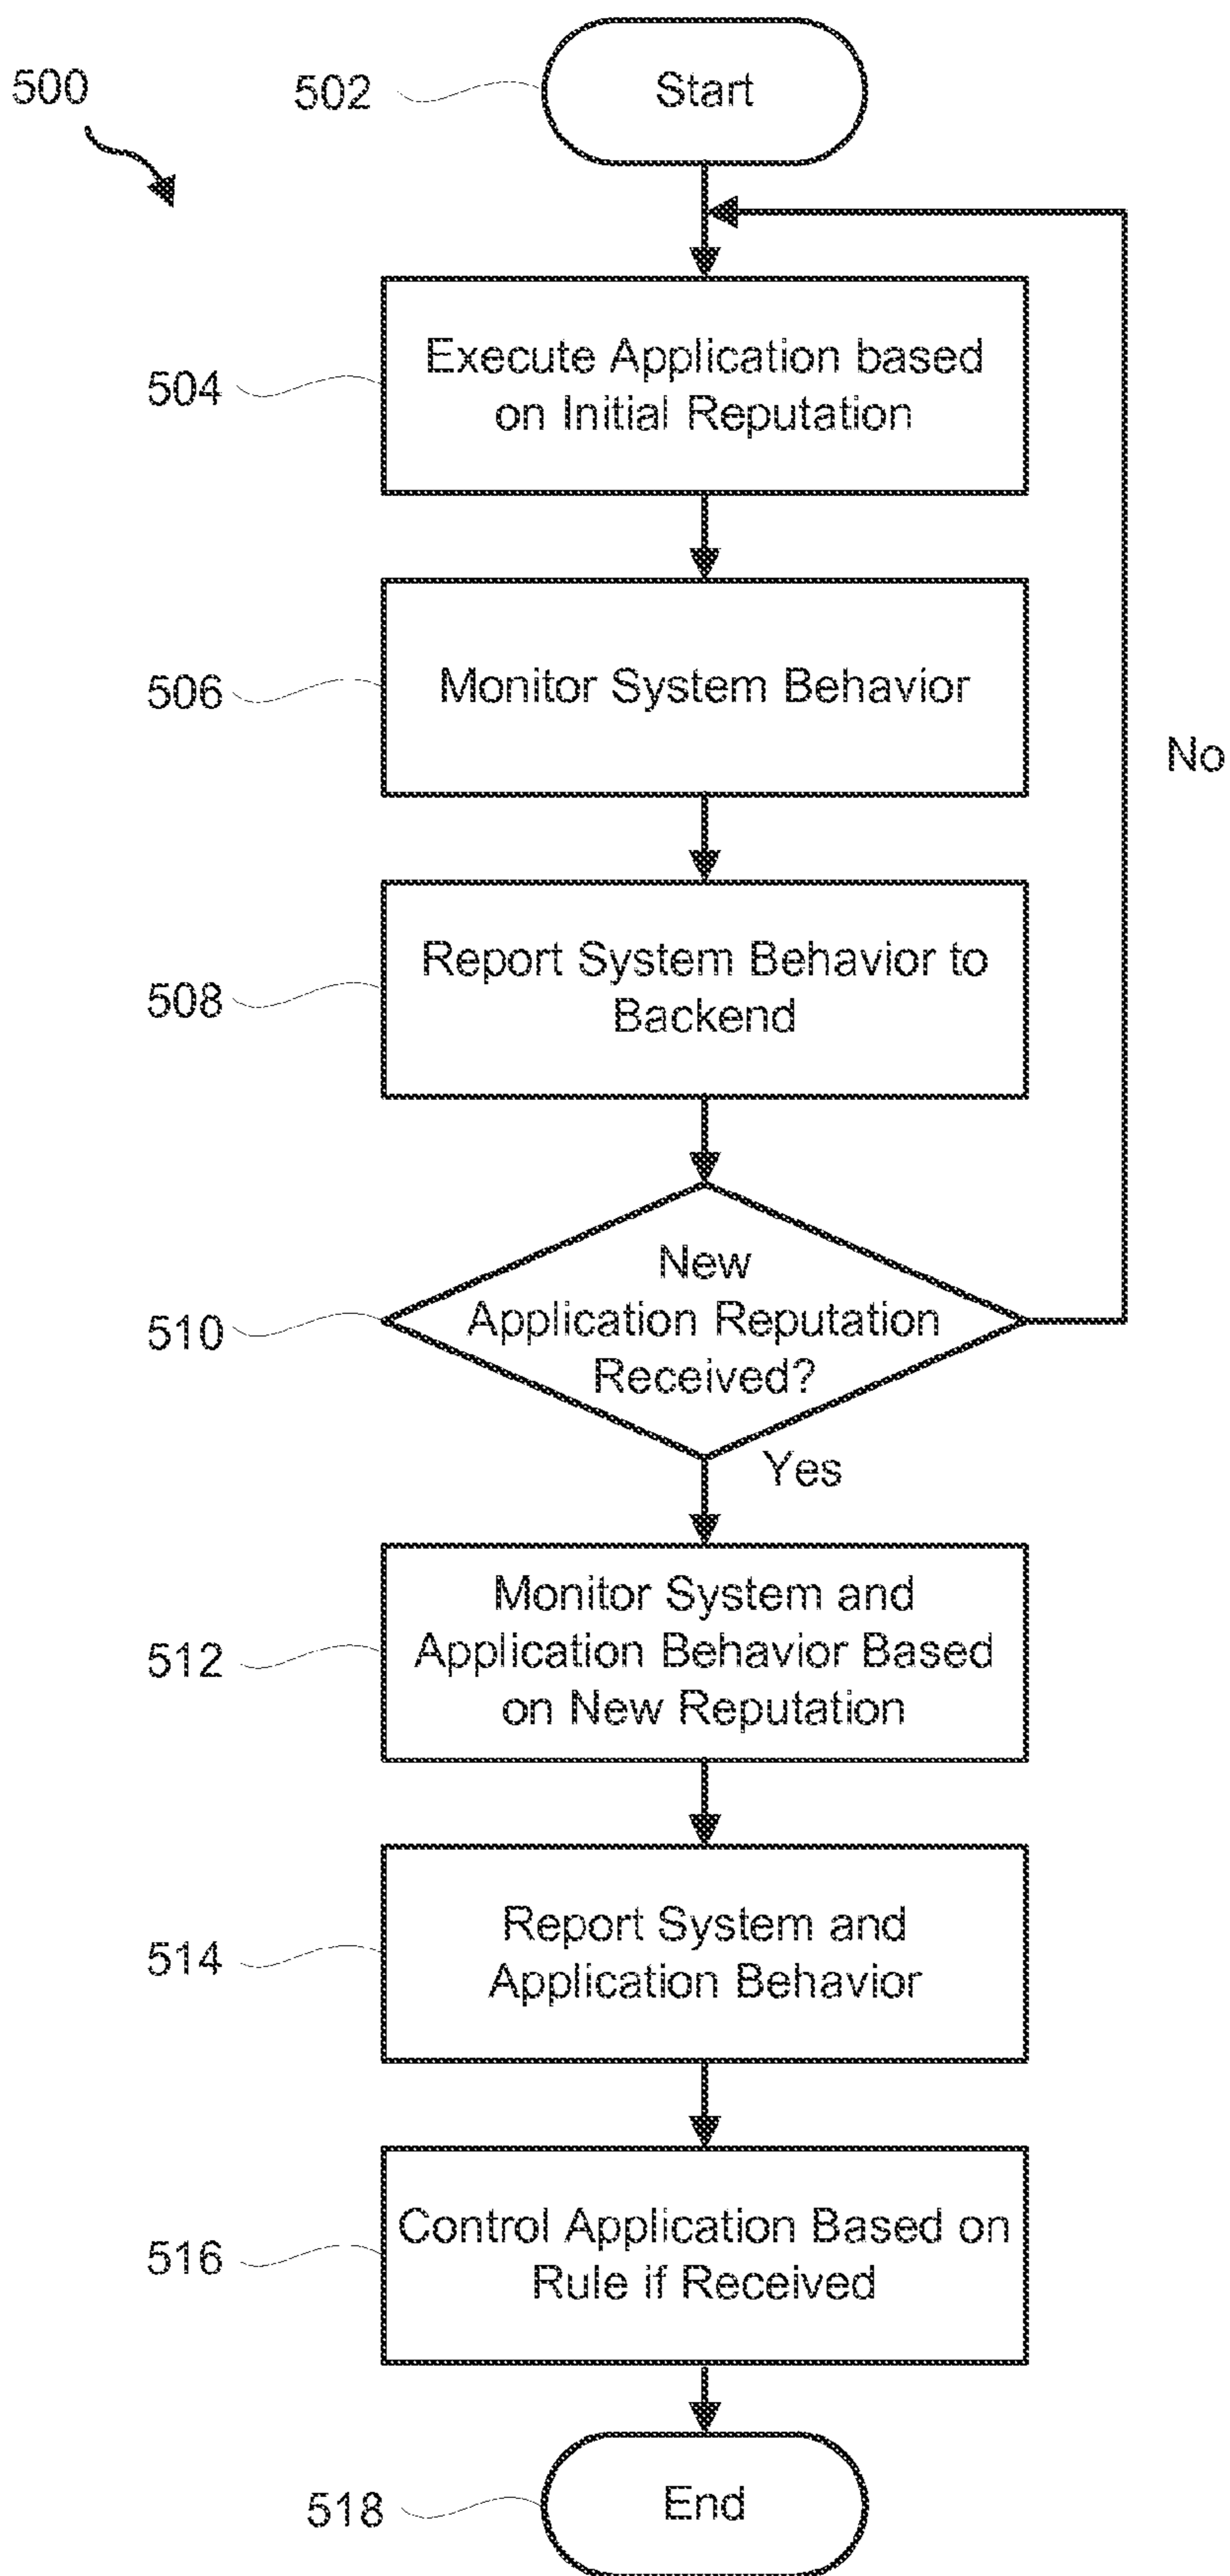 500
502
Start
504
Execute Application based
on Initial Reputation
506
Monitor System Behavior
No
508
Report System Behavior to
Backend
510
New
Application Reputation
Received?
Yes
512
Monitor System and
Application Behavior Based
on New Reputation
514
Report System and
Application Behavior
516
Control Application Based on
Rule if Received
518
End